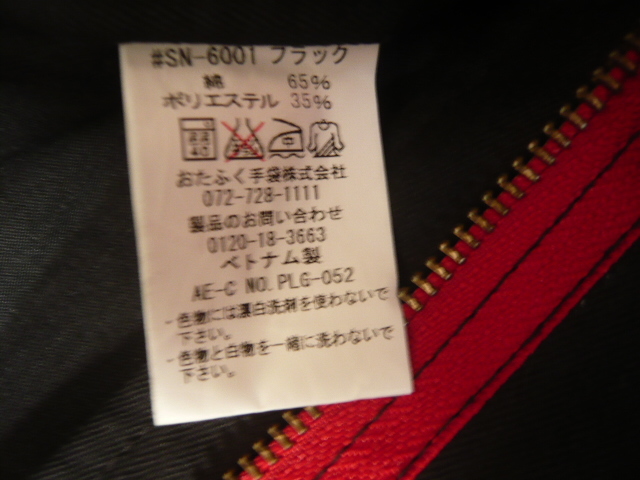 #SN-6001 ブラック
綿 65%
ポリエステル 35%
40
おたふく手袋株式会社
072-728-1111
製品のお問い合わせ
0120-18-3663
ベトナム製
AE-C NO.PLG-052
-色物には漂白洗剤を使わないで
下さい。
-色物と白物を一緒に洗わないで
下さい。